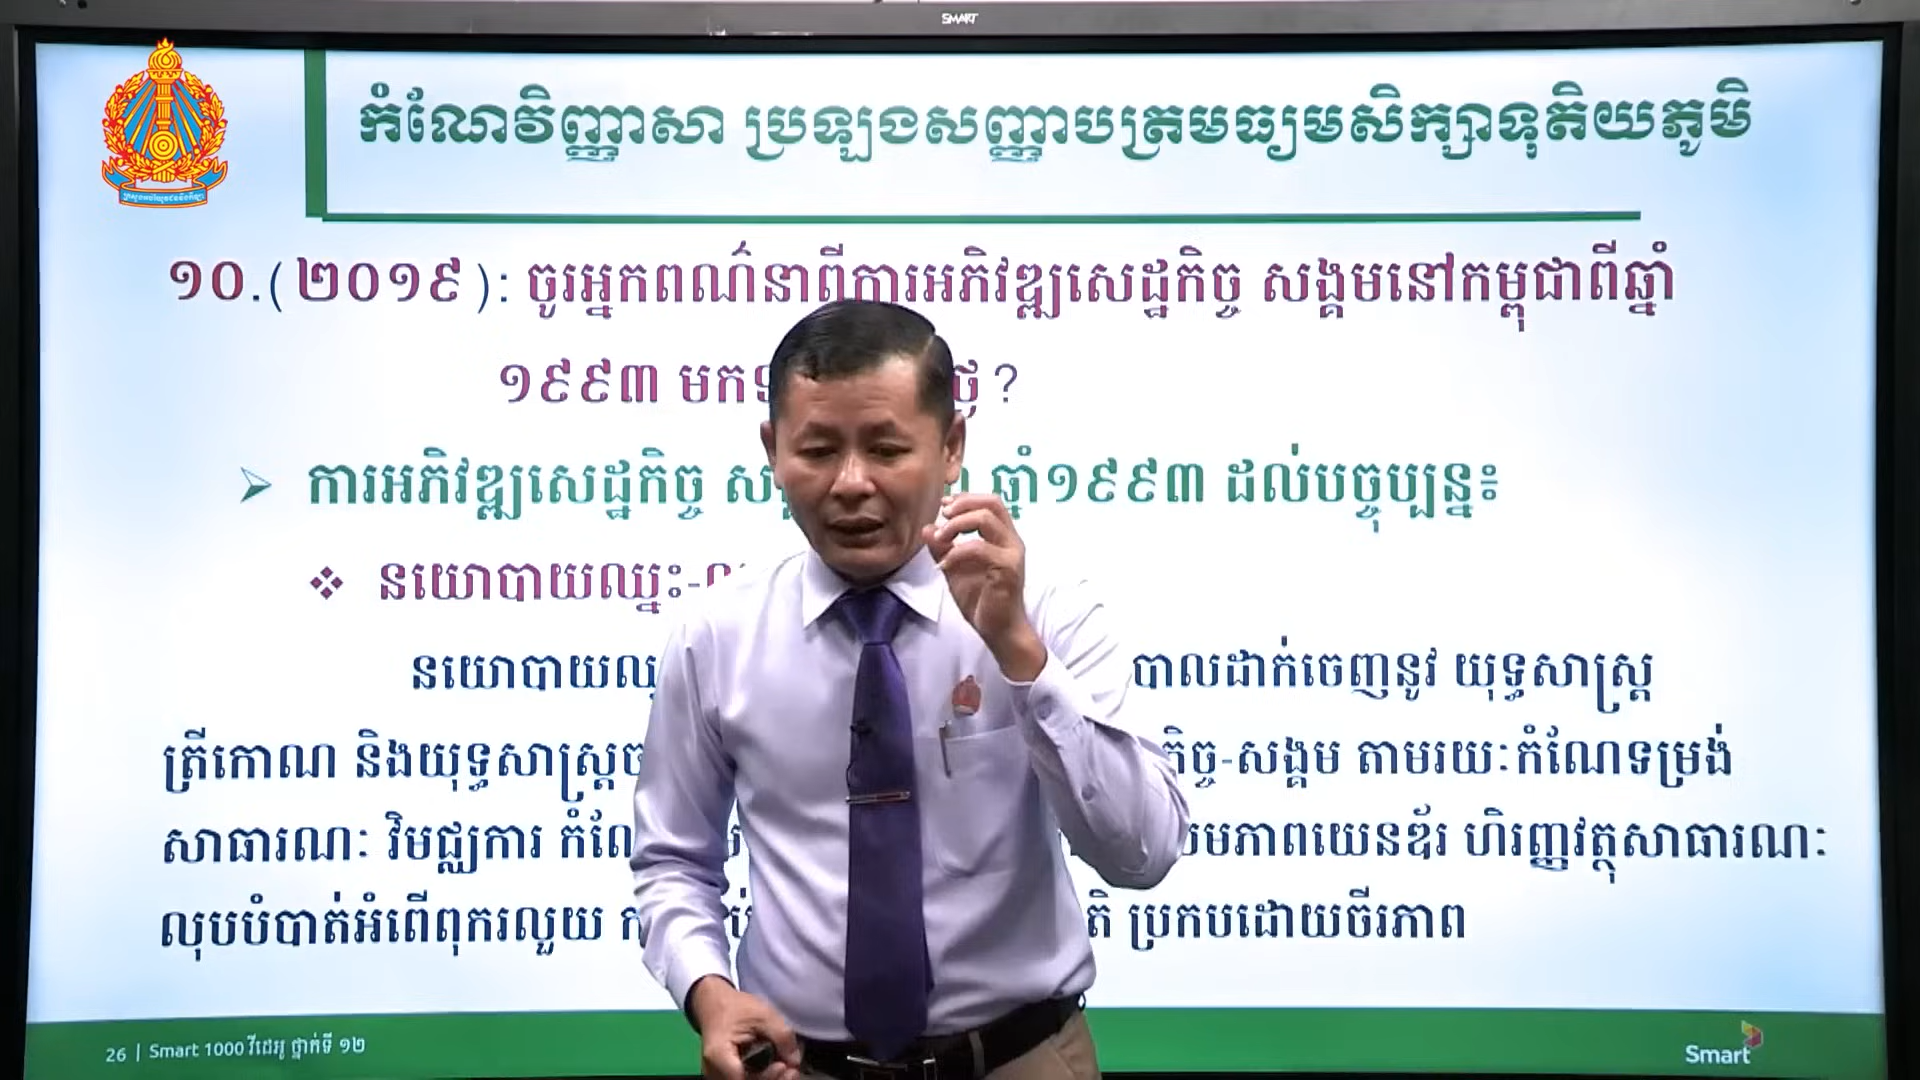 SMART
កំណែវិញ្ញាសា ប្រឡងសញ្ញាបត្រមធ្យមសិក្សាទុតិយភូមិ
១០.(២០១៩): ចូរអ្នកពណ៌នាពីការអភិវឌ្ឍសេដ្ឋកិច្ច សង្គមនៅកម្ពុជាពីឆ្នាំ
១៩៩៣ មក ?
ការអភិវឌ្ឍសេដ្ឋកិច្ច ឆ្នាំ១៩៩៣ ដល់បច្ចុប្បន្ន៖
នយោបាយឈ្នះ-
នយោបាយ បាលដាក់ចេញនូវ យុទ្ធសាស្ត្រ
ត្រីកោណ និងយុទ្ធសាស្ត្រ កិច្ច-សង្គម តាមរយៈកំណែទម្រង់
សាធារណៈ វិមជ្ឈការ ភាពយេនឌ័រ ហិរញ្ញវត្ថុសាធារណៈ
លុបបំបាត់អំពើពុករលួយ ប្រកបដោយចីរភាព
26 | Smart 1000 វីដេអូ ថ្នាក់ទី ១២
Smart